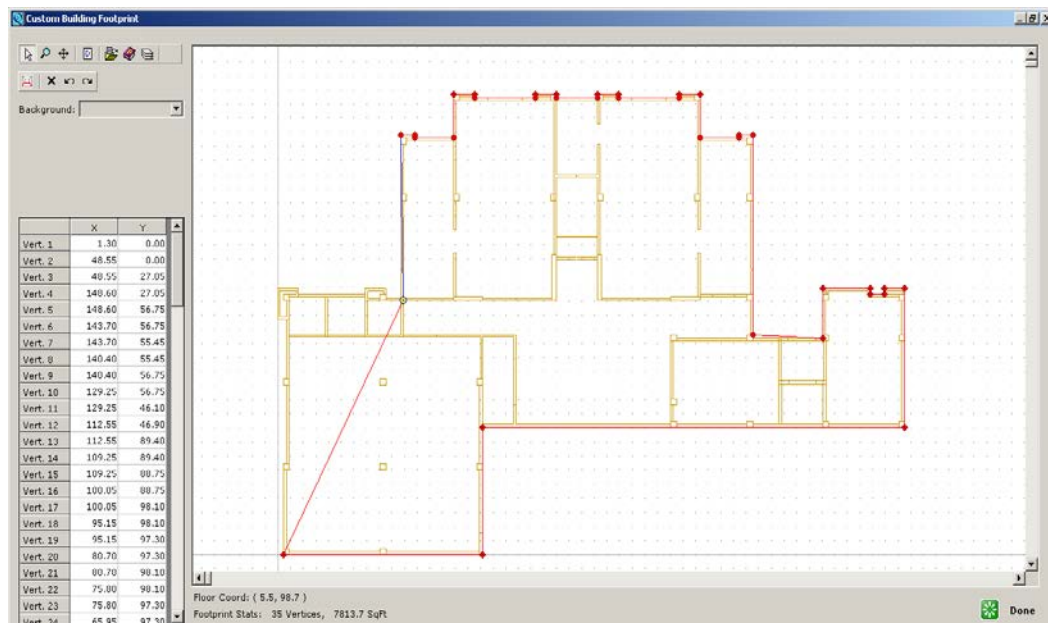 Custom Building Footprint
Background:
X Y
Vert. 1 1.30 0.00
Vert. 2 48.55 0.00
Vert. 3 48.55 27.05
Vert. 4 148.60 27.05
Vert. 5 148.60 56.75
Vert. 6 143.70 56.75
Vert. 7 143.70 55.45
Vert. 8 140.40 55.45
Vert. 9 140.40 56.75
Vert. 10 129.25 56.75
Vert. 11 129.25 46.10
Vert. 12 112.55 46.90
Vert. 13 112.55 89.40
Vert. 14 109.25 89.40
Vert. 15 109.25 88.75
Vert. 16 100.05 88.75
Vert. 17 100.05 98.10
Vert. 18 95.15 98.10
Vert. 19 95.15 97.30
Vert. 20 80.70 97.30
Vert. 21 80.70 98.10
Vert. 22 75.80 98.10
Vert. 23 75.80 97.30
Vert. 24 65.95 97.30
Floor Coord: ( 5.5, 98.7 )
Footprint Stats: 35 Vertices, 7813.7 SqFt
Done